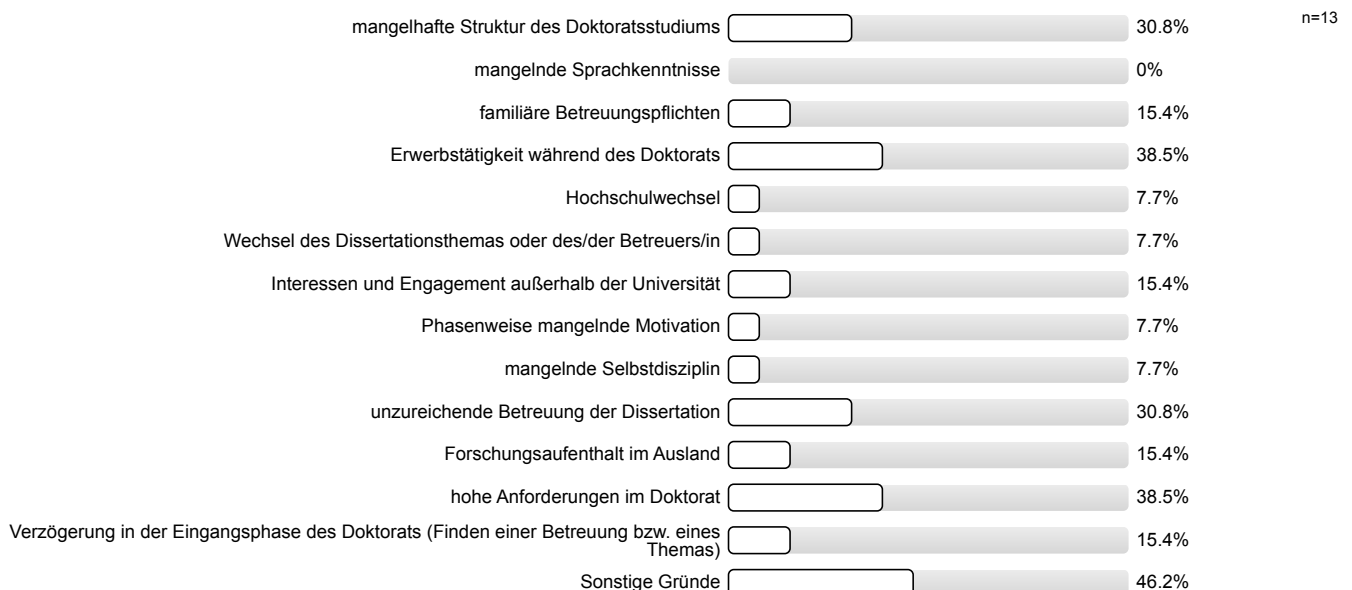 n=13
mangelhafte Struktur des Doktoratsstudiums 30.8%
mangelnde Sprachkenntnisse 0%
familiäre Betreuungspflichten 15.4%
Erwerbstätigkeit während des Doktorats 38.5%
Hochschulwechsel 7.7%
Wechsel des Dissertationsthemas oder des/der Betreuers/in 7.7%
Interessen und Engagement außerhalb der Universität 15.4%
Phasenweise mangelnde Motivation 7.7%
mangelnde Selbstdisziplin 7.7%
unzureichende Betreuung der Dissertation 30.8%
Forschungsaufenthalt im Ausland 15.4%
hohe Anforderungen im Doktorat 38.5%
Verzögerung in der Eingangsphase des Doktorats (Finden einer Betreuung bzw. eines
Themas) 15.4%
Sonstige Gründe 46.2%